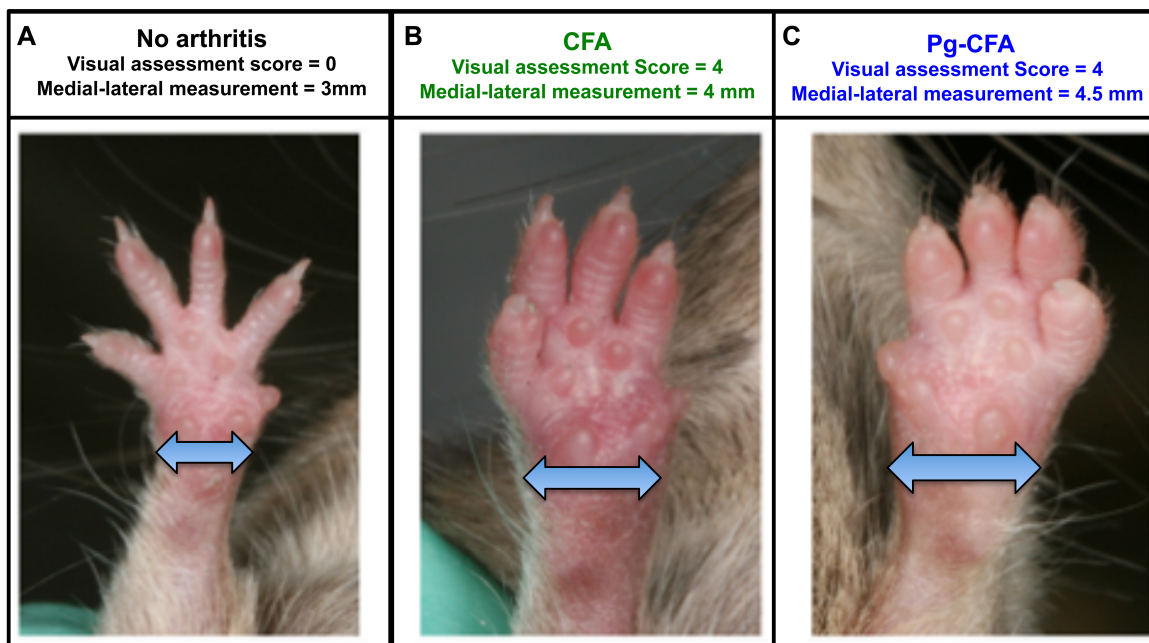 A
No arthritis
Visual assessment score = 0
Medial-lateral measurement = 3mm
B
CFA
Visual assessment Score = 4
Medial-lateral measurement = 4 mm
C
Pg-CFA
Visual assessment Score = 4
Medial-lateral measurement = 4.5 mm